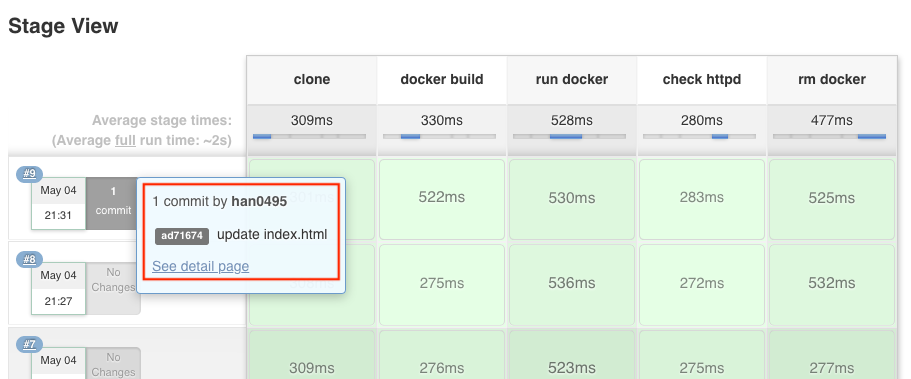 Stage View
clone docker build run docker check httpd rm docker
Average stage times: 309ms 330ms 528ms 280ms 477ms
(Average full run time: ~2s)
#9
May 04 1 commit
21:31
522ms 530ms 283ms 525ms
1 commit by han0495
ad71674 update index.html
See detail page
#8
May 04 No Changes
21:27
275ms 536ms 272ms 532ms
#7
May 04 No Changes
309ms 276ms 523ms 275ms 277ms